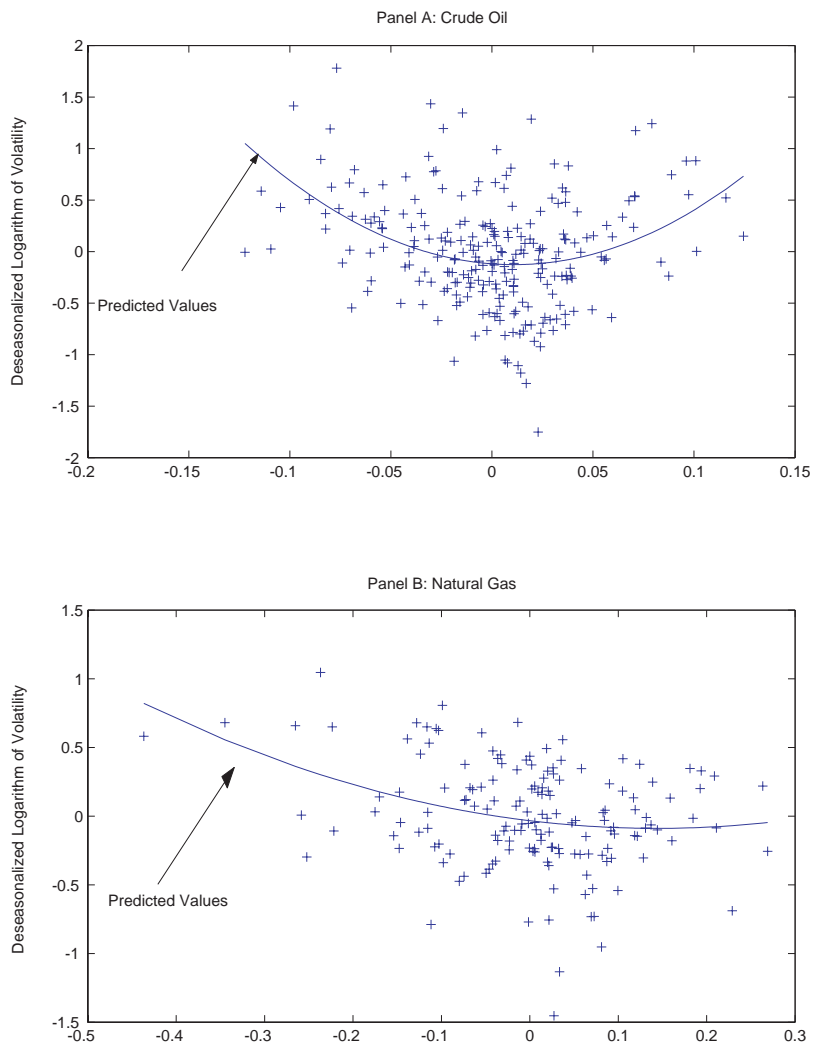 Panel A: Crude Oil
2
1.5
1
0.5
0
-0.5
-1
-1.5
-2
Deseasonalized Logarithm of Volatility
Predicted Values
-0.2 -0.15 -0.1 -0.05 0 0.05 0.1 0.15
Panel B: Natural Gas
1.5
1
0.5
0
-0.5
-1
-1.5
Deseasonalized Logarithm of Volatility
Predicted Values
-0.5 -0.4 -0.3 -0.2 -0.1 0 0.1 0.2 0.3